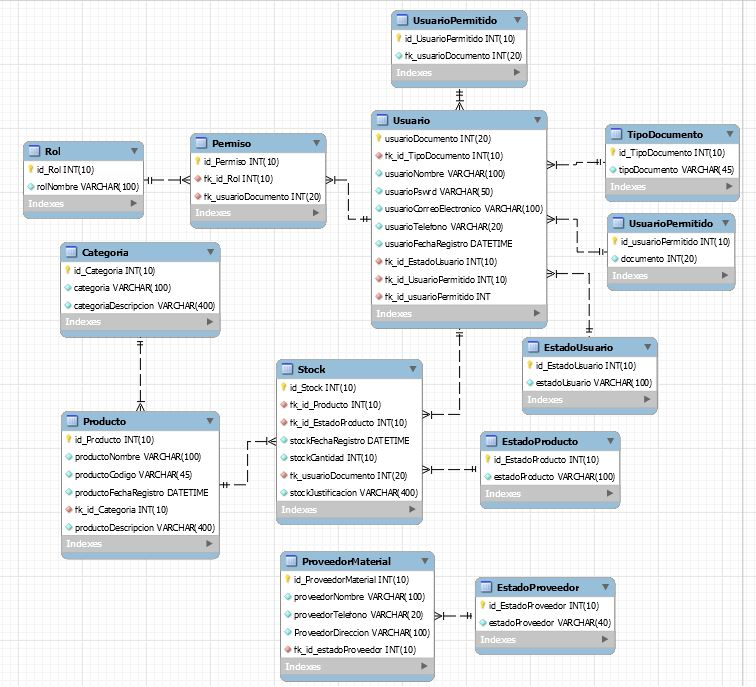 UsuarioPermitido
id_UsuarioPermitido INT(10)
fk_usuarioDocumento INT(20)
Indexes
Usuario
usuarioDocumento INT(20)
fk_id_TipoDocumento INT(10)
usuarioNombre VARCHAR(100)
usuarioPswrd VARCHAR(50)
usuarioCorreoElectronico VARCHAR(100)
usuarioTelefono VARCHAR(20)
usuarioFechaRegistro DATETIME
fk_id_EstadoUsuario INT(10)
fk_id_UsuarioPermitido INT(10)
fk_id_usuarioPermitido INT
Indexes
Rol
id_Rol INT(10)
rolNombre VARCHAR(100)
Indexes
Permiso
id_Permiso INT(10)
fk_id_Rol INT(10)
fk_usuarioDocumento INT(20)
Indexes
TipoDocumento
id_TipoDocumento INT(10)
tipoDocumento VARCHAR(45)
Indexes
UsuarioPermitido
id_usuarioPermitido INT(10)
documento INT(20)
Indexes
Categoria
id_Categoria INT(10)
categoria VARCHAR(100)
categoriaDescripcion VARCHAR(400)
Indexes
EstadoUsuario
id_EstadoUsuario INT(10)
estadoUsuario VARCHAR(100)
Indexes
Stock
id_Stock INT(10)
fk_id_Producto INT(10)
fk_id_EstadoProducto INT(10)
stockFechaRegistro DATETIME
stockCantidad INT(10)
fk_usuarioDocumento INT(20)
stockJustificacion VARCHAR(400)
Indexes
Producto
id_Producto INT(10)
productoNombre VARCHAR(100)
productoCodigo VARCHAR(45)
productoFechaRegistro DATETIME
fk_id_Categoria INT(10)
productoDescripcion VARCHAR(400)
Indexes
EstadoProducto
id_EstadoProducto INT(10)
estadoProducto VARCHAR(100)
Indexes
ProveedorMaterial
id_ProveedorMaterial INT(10)
proveedorNombre VARCHAR(100)
proveedorTelefono VARCHAR(20)
ProveedorDireccion VARCHAR(100)
fk_id_estadoProveedor INT(10)
Indexes
EstadoProveedor
id_EstadoProveedor INT(10)
estadoProveedor VARCHAR(40)
Indexes